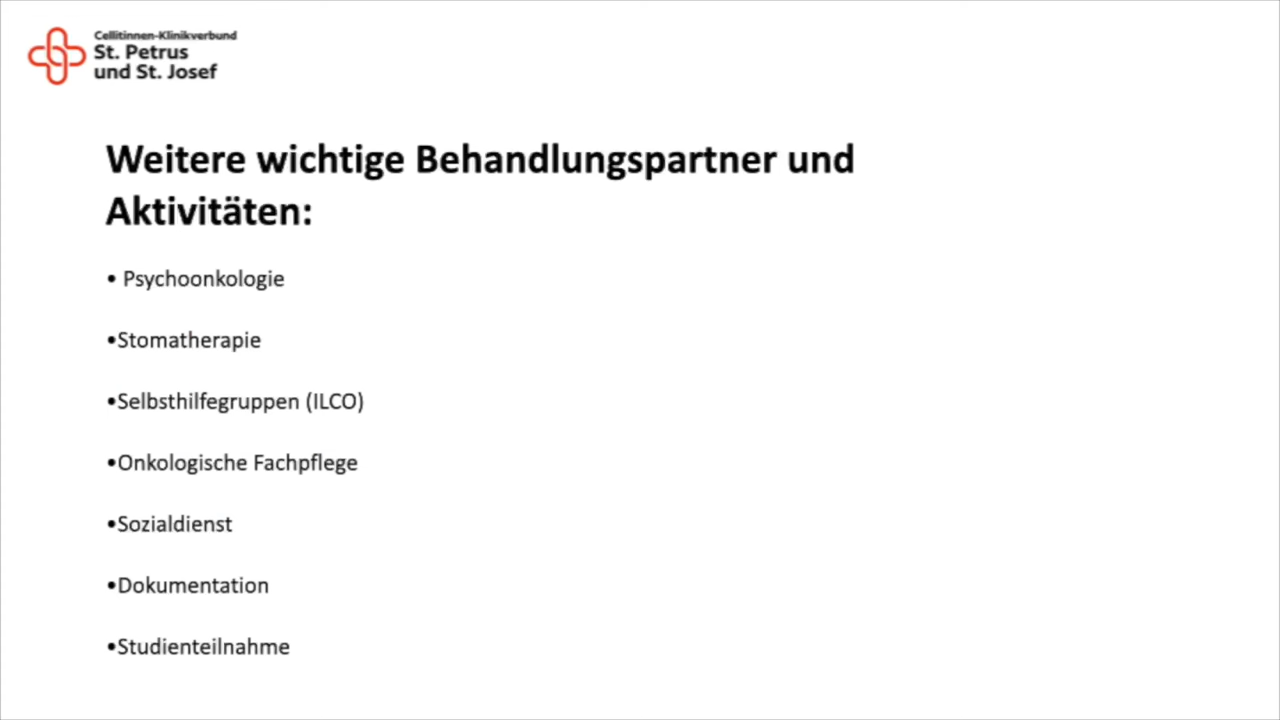 Cellitinnen-Klinikverbund
St. Petrus
und St. Josef
Weitere wichtige Behandlungspartner und
Aktivitäten:
• Psychoonkologie
•Stomatherapie
•Selbsthilfegruppen (ILCO)
•Onkologische Fachpflege
•Sozialdienst
•Dokumentation
•Studienteilnahme